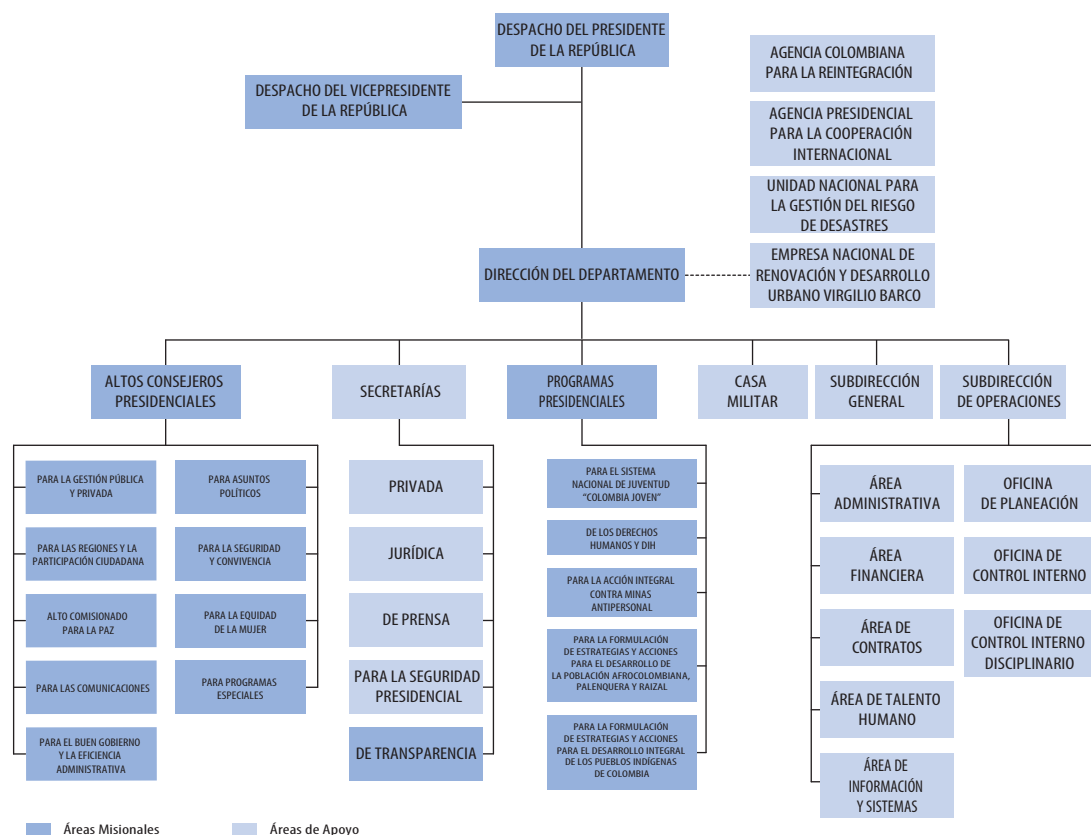 DESPACHO DEL PRESIDENTE
DE LA REPÚBLICA
DESPACHO DEL VICEPRESIDENTE
DE LA REPÚBLICA
AGENCIA COLOMBIANA
PARA LA REINTEGRACIÓN
AGENCIA PRESIDENCIAL
PARA LA COOPERACIÓN
INTERNACIONAL
UNIDAD NACIONAL PARA
LA GESTIÓN DEL RIESGO
DE DESASTRES
EMPRESA NACIONAL DE
RENOVACIÓN Y DESARROLLO
URBANO VIRGILIO BARCO
DIRECCIÓN DEL DEPARTAMENTO
ALTOS CONSEJEROS
PRESIDENCIALES
SECRETARÍAS
PROGRAMAS
PRESIDENCIALES
CASA
MILITAR
SUBDIRECCIÓN
GENERAL
SUBDIRECCIÓN
DE OPERACIONES
PARA LA GESTIÓN PÚBLICA
Y PRIVADA
PARA LAS REGIONES Y LA
PARTICIPACIÓN CIUDADANA
ALTO COMISIONADO
PARA LA PAZ
PARA LAS COMUNICACIONES
PARA EL BUEN GOBIERNO
Y LA EFICIENCIA
ADMINISTRATIVA
PARA ASUNTOS
POLÍTICOS
PARA LA SEGURIDAD
Y CONVIVENCIA
PARA LA EQUIDAD
DE LA MUJER
PARA PROGRAMAS
ESPECIALES
PRIVADA
JURÍDICA
DE PRENSA
PARA LA SEGURIDAD
PRESIDENCIAL
DE TRANSPARENCIA
PARA EL SISTEMA
NACIONAL DE JUVENTUD
“COLOMBIA JOVEN”
DE LOS DERECHOS
HUMANOS Y DIH
PARA LA ACCIÓN INTEGRAL
CONTRA MINAS
ANTIPERSONAL
PARA LA FORMULACIÓN
DE ESTRATEGIAS Y ACCIONES
PARA EL DESARROLLO DE
LA POBLACIÓN AFROCOLOMBIANA,
PALENQUERA Y RAIZAL
PARA LA FORMULACIÓN
DE ESTRATEGIAS Y ACCIONES
PARA EL DESARROLLO INTEGRAL
DE LOS PUEBLOS INDÍGENAS
DE COLOMBIA
ÁREA
ADMINISTRATIVA
ÁREA
FINANCIERA
ÁREA DE
CONTRATOS
ÁREA DE TALENTO
HUMANO
ÁREA DE
INFORMACIÓN
Y SISTEMAS
OFICINA
DE PLANEACIÓN
OFICINA DE
CONTROL INTERNO
OFICINA DE
CONTROL INTERNO
DISCIPLINARIO
Áreas Misionales
Áreas de Apoyo